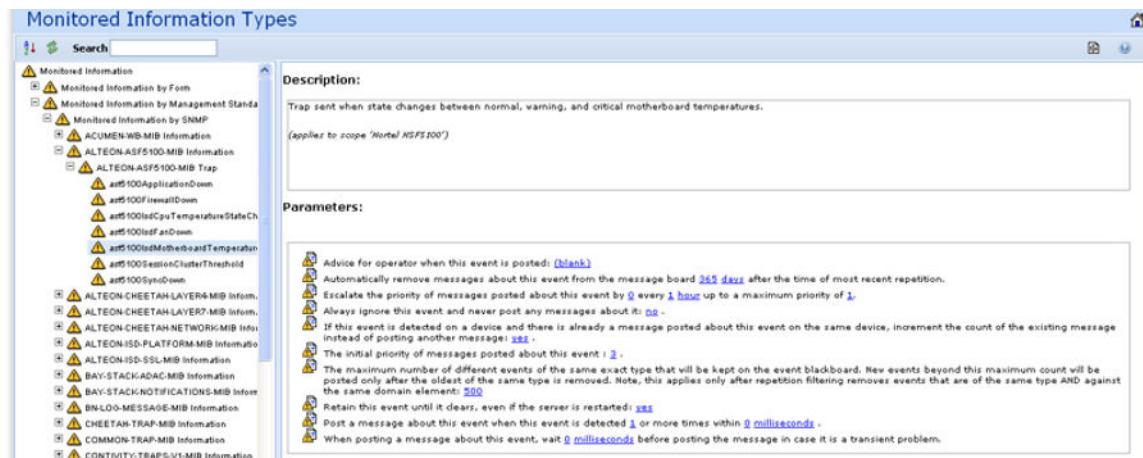 Monitored Information Types
Search
Monitored Information
Monitored Information by Form
Monitored Information by Management Standa
Monitored Information by SNMP
ACUMEN-WB-MIB Information
ALTEON-ASF5100-MIB Information
ALTEON-ASF5100-MIB Trap
asf5100ApplicationDown
asf5100FirewallDown
asf5100IsdCpuTemperatureStateCh
asf5100IsdFanDown
asf5100IsdMotherboardTemperature
asf5100SessionClusterThreshold
asf5100SyncDown
ALTEON-CHEETAH-LAYER4-MIB Inform.
ALTEON-CHEETAH-LAYER7-MIB Inform.
ALTEON-CHEETAH-NETWORK-MIB Infor
ALTEON-ISD-PLATFORM-MIB Informatio
ALTEON-ISD-SSL-MIB Information
BAY-STACK-ADAC-MIB Information
BAY-STACK-NOTIFICATIONS-MIB Inform
BN-LOG-MESSAGE-MIB Information
CHEETAH-TRAP-MIB Information
COMMON-TRAP-MIB Information
CONTIVITY-TRAPS-V1-MIB Information
Description:
Trap sent when state changes between normal, warning, and critical motherboard temperatures.
(applies to scope 'Nortel NSF5100')
Parameters:
Advice for operator when this event is posted: (blank)
Automatically remove messages about this event from the message board 365 days after the time of most recent repetition.
Escalate the priority of messages posted about this event by 0 every 1 hour up to a maximum priority of 1.
Always ignore this event and never post any messages about it: no .
If this event is detected on a device and there is already a message posted about this event on the same device, increment the count of the existing message
instead of posting another message: yes .
The initial priority of messages posted about this event : 3 .
The maximum number of different events of the same exact type that will be kept on the event blackboard. New events beyond this maximum count will be
posted only after the oldest of the same type is removed. Note, this applies only after repetition filtering removes events that are of the same type AND against
the same domain element: 500
Retain this event until it clears, even if the server is restarted: yes
Post a message about this event when this event is detected 1 or more times within 0 milliseconds .
When posting a message about this event, wait 0 milliseconds before posting the message in case it is a transient problem.